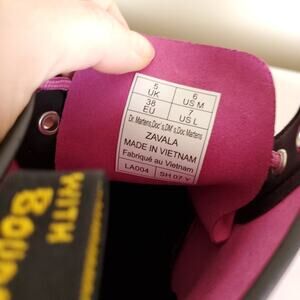 5 UK 6 US M
38 EU 7 US L
Dr. Martens.Doc's.DM's.Doc Martens
ZAVALA
MADE IN VIETNAM
Fabriqué au Vietnam
LA004 SH 07 Y
WITH
Boun